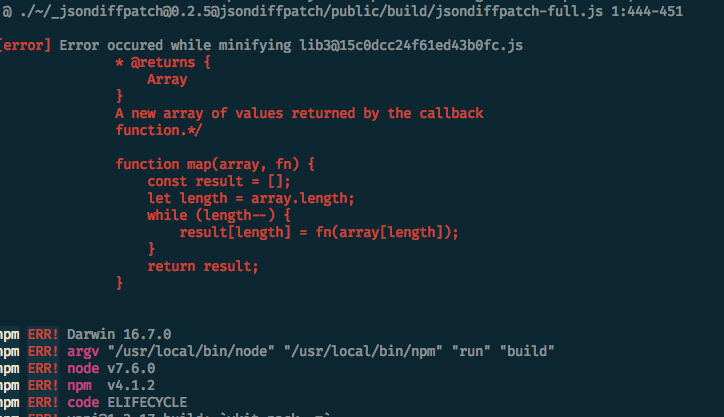 @ ./~/_jsondiffpatch@0.2.5@jsondiffpatch/public/build/jsondiffpatch-full.js 1:444-451
[error] Error occured while minifying lib3@15c0dcc24f61ed43b0fc.js
* @returns {
Array
}
A new array of values returned by the callback
function.*/
function map(array, fn) {
const result = [];
let length = array.length;
while (length--) {
result[length] = fn(array[length]);
}
return result;
}
npm ERR! Darwin 16.7.0
npm ERR! argv "/usr/local/bin/node" "/usr/local/bin/npm" "run" "build"
npm ERR! node v7.6.0
npm ERR! npm v4.1.2
npm ERR! code ELIFECYCLE